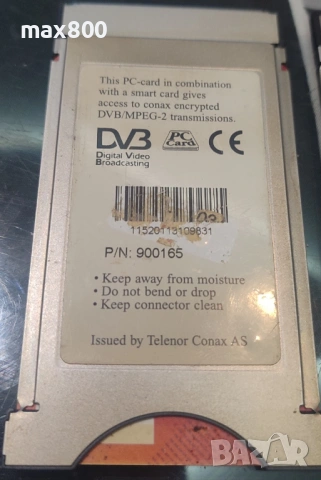 max800
This PC-card in combination
with a smart card gives
access to conax encrypted
DVB/MPEG-2 transmissions.
DVB PC Card CE
Digital Video
Broadcasting
11520113109831
P/N: 900165
• Keep away from moisture
• Do not bend or drop
• Keep connector clean
Issued by Telenor Conax AS
BAZAR